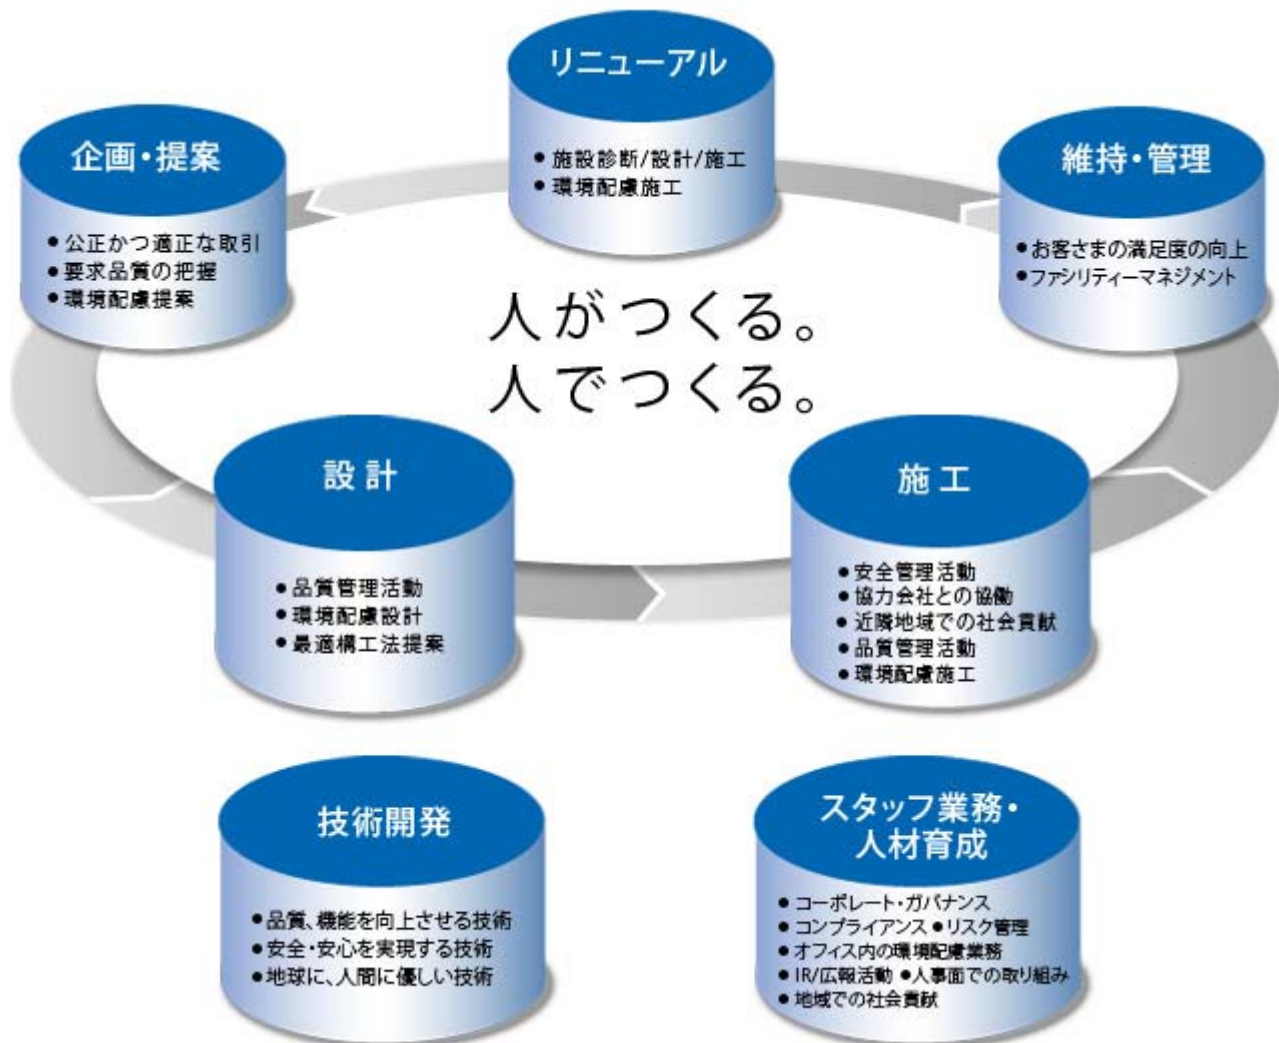 リニューアル
● 施設診断/設計/施工
● 環境配慮施工
企画・提案
● 公正かつ適正な取引
● 要求品質の把握
● 環境配慮提案
維持・管理
● お客さまの満足度の向上
● ファシリティーマネジメント
人がつくる。
人でつくる。
設計
● 品質管理活動
● 環境配慮設計
● 最適構工法提案
施工
● 安全管理活動
● 協力会社との協働
● 近隣地域での社会貢献
● 品質管理活動
● 環境配慮施工
技術開発
● 品質、機能を向上させる技術
● 安全・安心を実現する技術
● 地球に、人間に優しい技術
スタッフ業務・
人材育成
● コーポレート・ガバナンス
● コンプライアンス ● リスク管理
● オフィス内の環境配慮業務
● IR/広報活動 ● 人事面での取り組み
● 地域での社会貢献